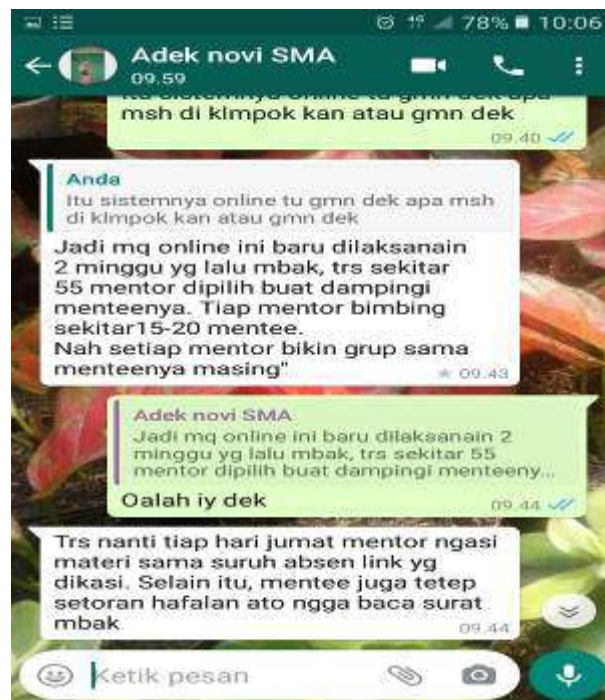 78% 10:06
Adek novi SMA
09.59
msh di klmpok kan atau gmn dek
09.40
Anda
Itu sistemnya online tu gmn dek apa msh
di klmpok kan atau gmn dek
Jadi mq online ini baru dilaksanain
2 minggu yg lalu mbak, trs sekitar
55 mentor dipilih buat dampingi
menteenya. Tiap mentor bimbing
sekitar15-20 mentee.
Nah setiap mentor bikin grup sama
menteenya masing"
09.43
Adek novi SMA
Jadi mq online ini baru dilaksanain 2
minggu yg lalu mbak, trs sekitar 55
mentor dipilih buat dampingi menteeny...
Oalah iy dek
09.44
Trs nanti tiap hari jumat mentor ngasi
materi sama suruh absen link yg
dikasi. Selain itu, mentee juga tetep
setoran hafalan ato ngga baca surat
mbak
09.44
Ketik pesan